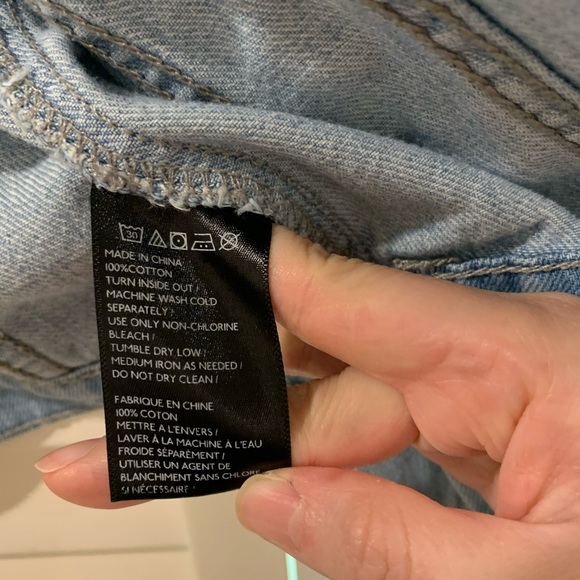 30
MADE IN CHINA
100%COTTON
TURN INSIDE OUT /
MACHINE WASH COLD
SEPARATELY /
USE ONLY NON-CHLORINE
BLEACH /
TUMBLE DRY LOW /
MEDIUM IRON AS NEEDED /
DO NOT DRY CLEAN /
FABRIQUE EN CHINE
100% COTON
METTRE A L'ENVERS /
LAVER À LA MACHINE À L'EAU
FROIDE SÉPARÉMENT /
UTILISER UN AGENT DE
BLANCHIMENT SANS CHLORE
SI NÉCESSAIRE /